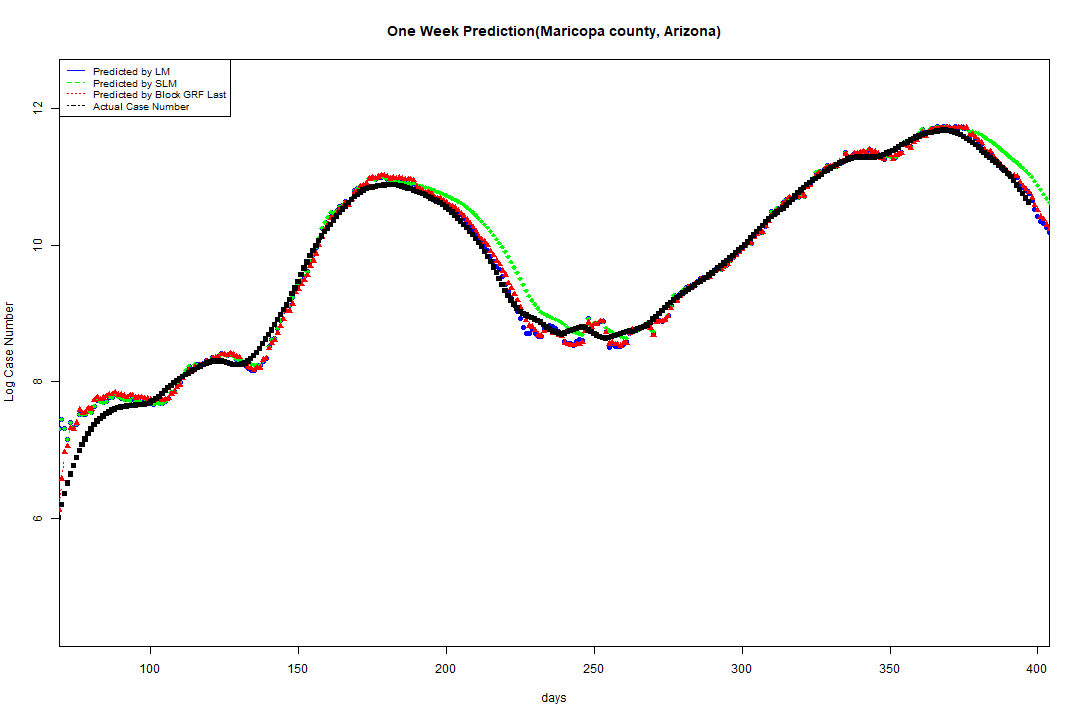 One Week Prediction(Maricopa county, Arizona)
Predicted by LM
Predicted by SLM
Predicted by Block GRF Last
Actual Case Number
12
10
8
6
Log Case Number
100 150 200 250 300 350 400
days